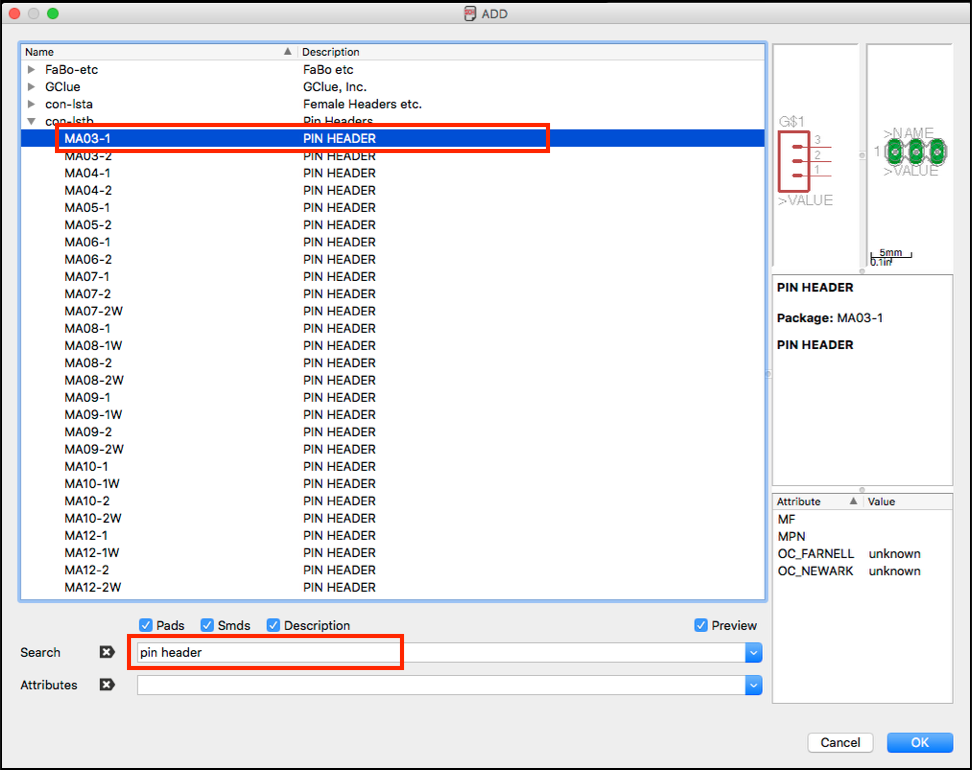 ADD
Name Description
FaBo-etc FaBo etc
GClue GClue, Inc.
con-lsta Female Headers etc.
con-lstb Pin Headers
MA03-1 PIN HEADER
MA03-2 PIN HEADER
MA04-1 PIN HEADER
MA04-2 PIN HEADER
MA05-1 PIN HEADER
MA05-2 PIN HEADER
MA06-1 PIN HEADER
MA06-2 PIN HEADER
MA07-1 PIN HEADER
MA07-2 PIN HEADER
MA07-2W PIN HEADER
MA08-1 PIN HEADER
MA08-1W PIN HEADER
MA08-2 PIN HEADER
MA08-2W PIN HEADER
MA09-1 PIN HEADER
MA09-1W PIN HEADER
MA09-2 PIN HEADER
MA09-2W PIN HEADER
MA10-1 PIN HEADER
MA10-1W PIN HEADER
MA10-2 PIN HEADER
MA10-2W PIN HEADER
MA12-1 PIN HEADER
MA12-1W PIN HEADER
MA12-2 PIN HEADER
MA12-2W PIN HEADER
Pads Smds Description Preview
Search pin header
Attributes
G$1
3
2
1
>VALUE
>NAME
1
>VALUE
5mm
0.1in
PIN HEADER
Package: MA03-1
PIN HEADER
Attribute Value
MF
MPN
OC_FARNELL unknown
OC_NEWARK unknown
Cancel OK